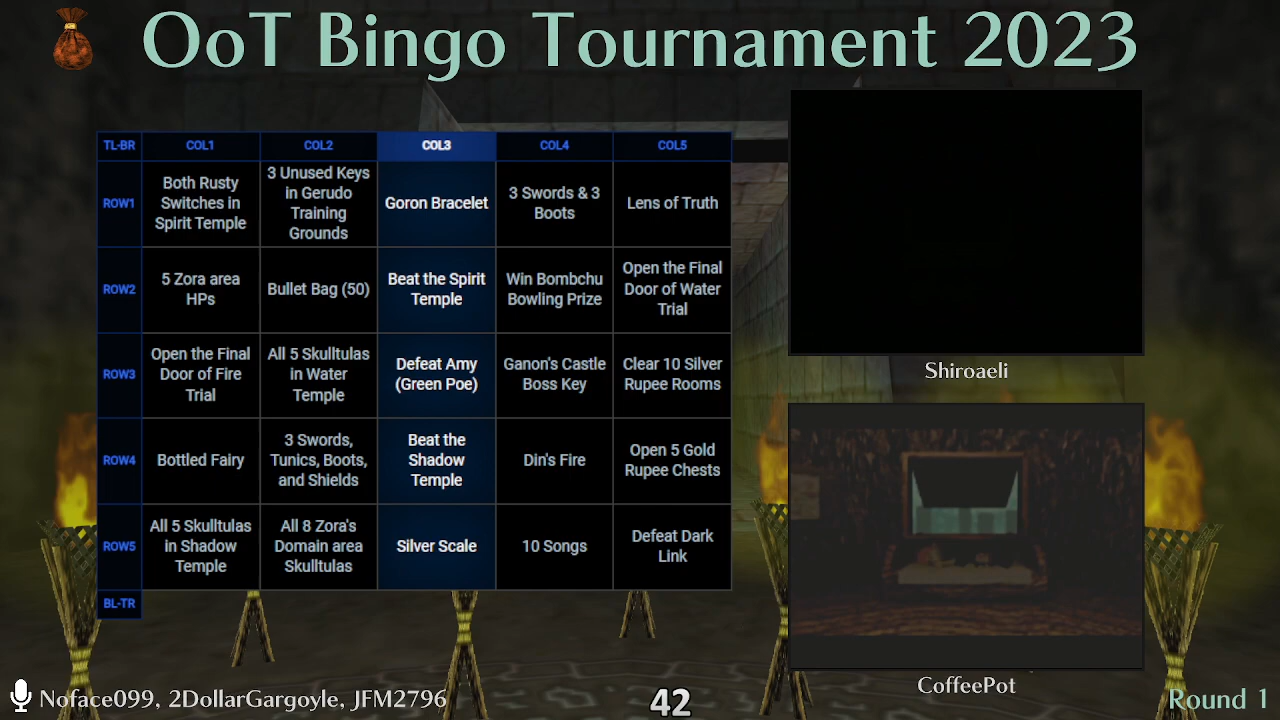 OoT Bingo Tournament 2023
TL-BR
COL1
COL2
COL3
COL4
COL5
ROW1
Both Rusty
Switches in
Spirit Temple
3 Unused Keys
in Gerudo
Training
Grounds
Goron Bracelet
3 Swords & 3
Boots
Lens of Truth
ROW2
5 Zora area
HPs
Bullet Bag (50)
Beat the Spirit
Temple
Win Bombchu
Bowling Prize
Open the Final
Door of Water
Trial
ROW3
Open the Final
Door of Fire
Trial
All 5 Skulltulas
in Water
Temple
Defeat Amy
(Green Poe)
Ganon's Castle
Boss Key
Clear 10 Silver
Rupee Rooms
ROW4
Bottled Fairy
3 Swords,
Tunics, Boots,
and Shields
Beat the
Shadow
Temple
Din's Fire
Open 5 Gold
Rupee Chests
ROW5
All 5 Skulltulas
in Shadow
Temple
All 8 Zora's
Domain area
Skulltulas
Silver Scale
10 Songs
Defeat Dark
Link
BL-TR
Shiroaeli
CoffeePot
Noface099, 2DollarGargoyle, JFM2796
42
Round 1